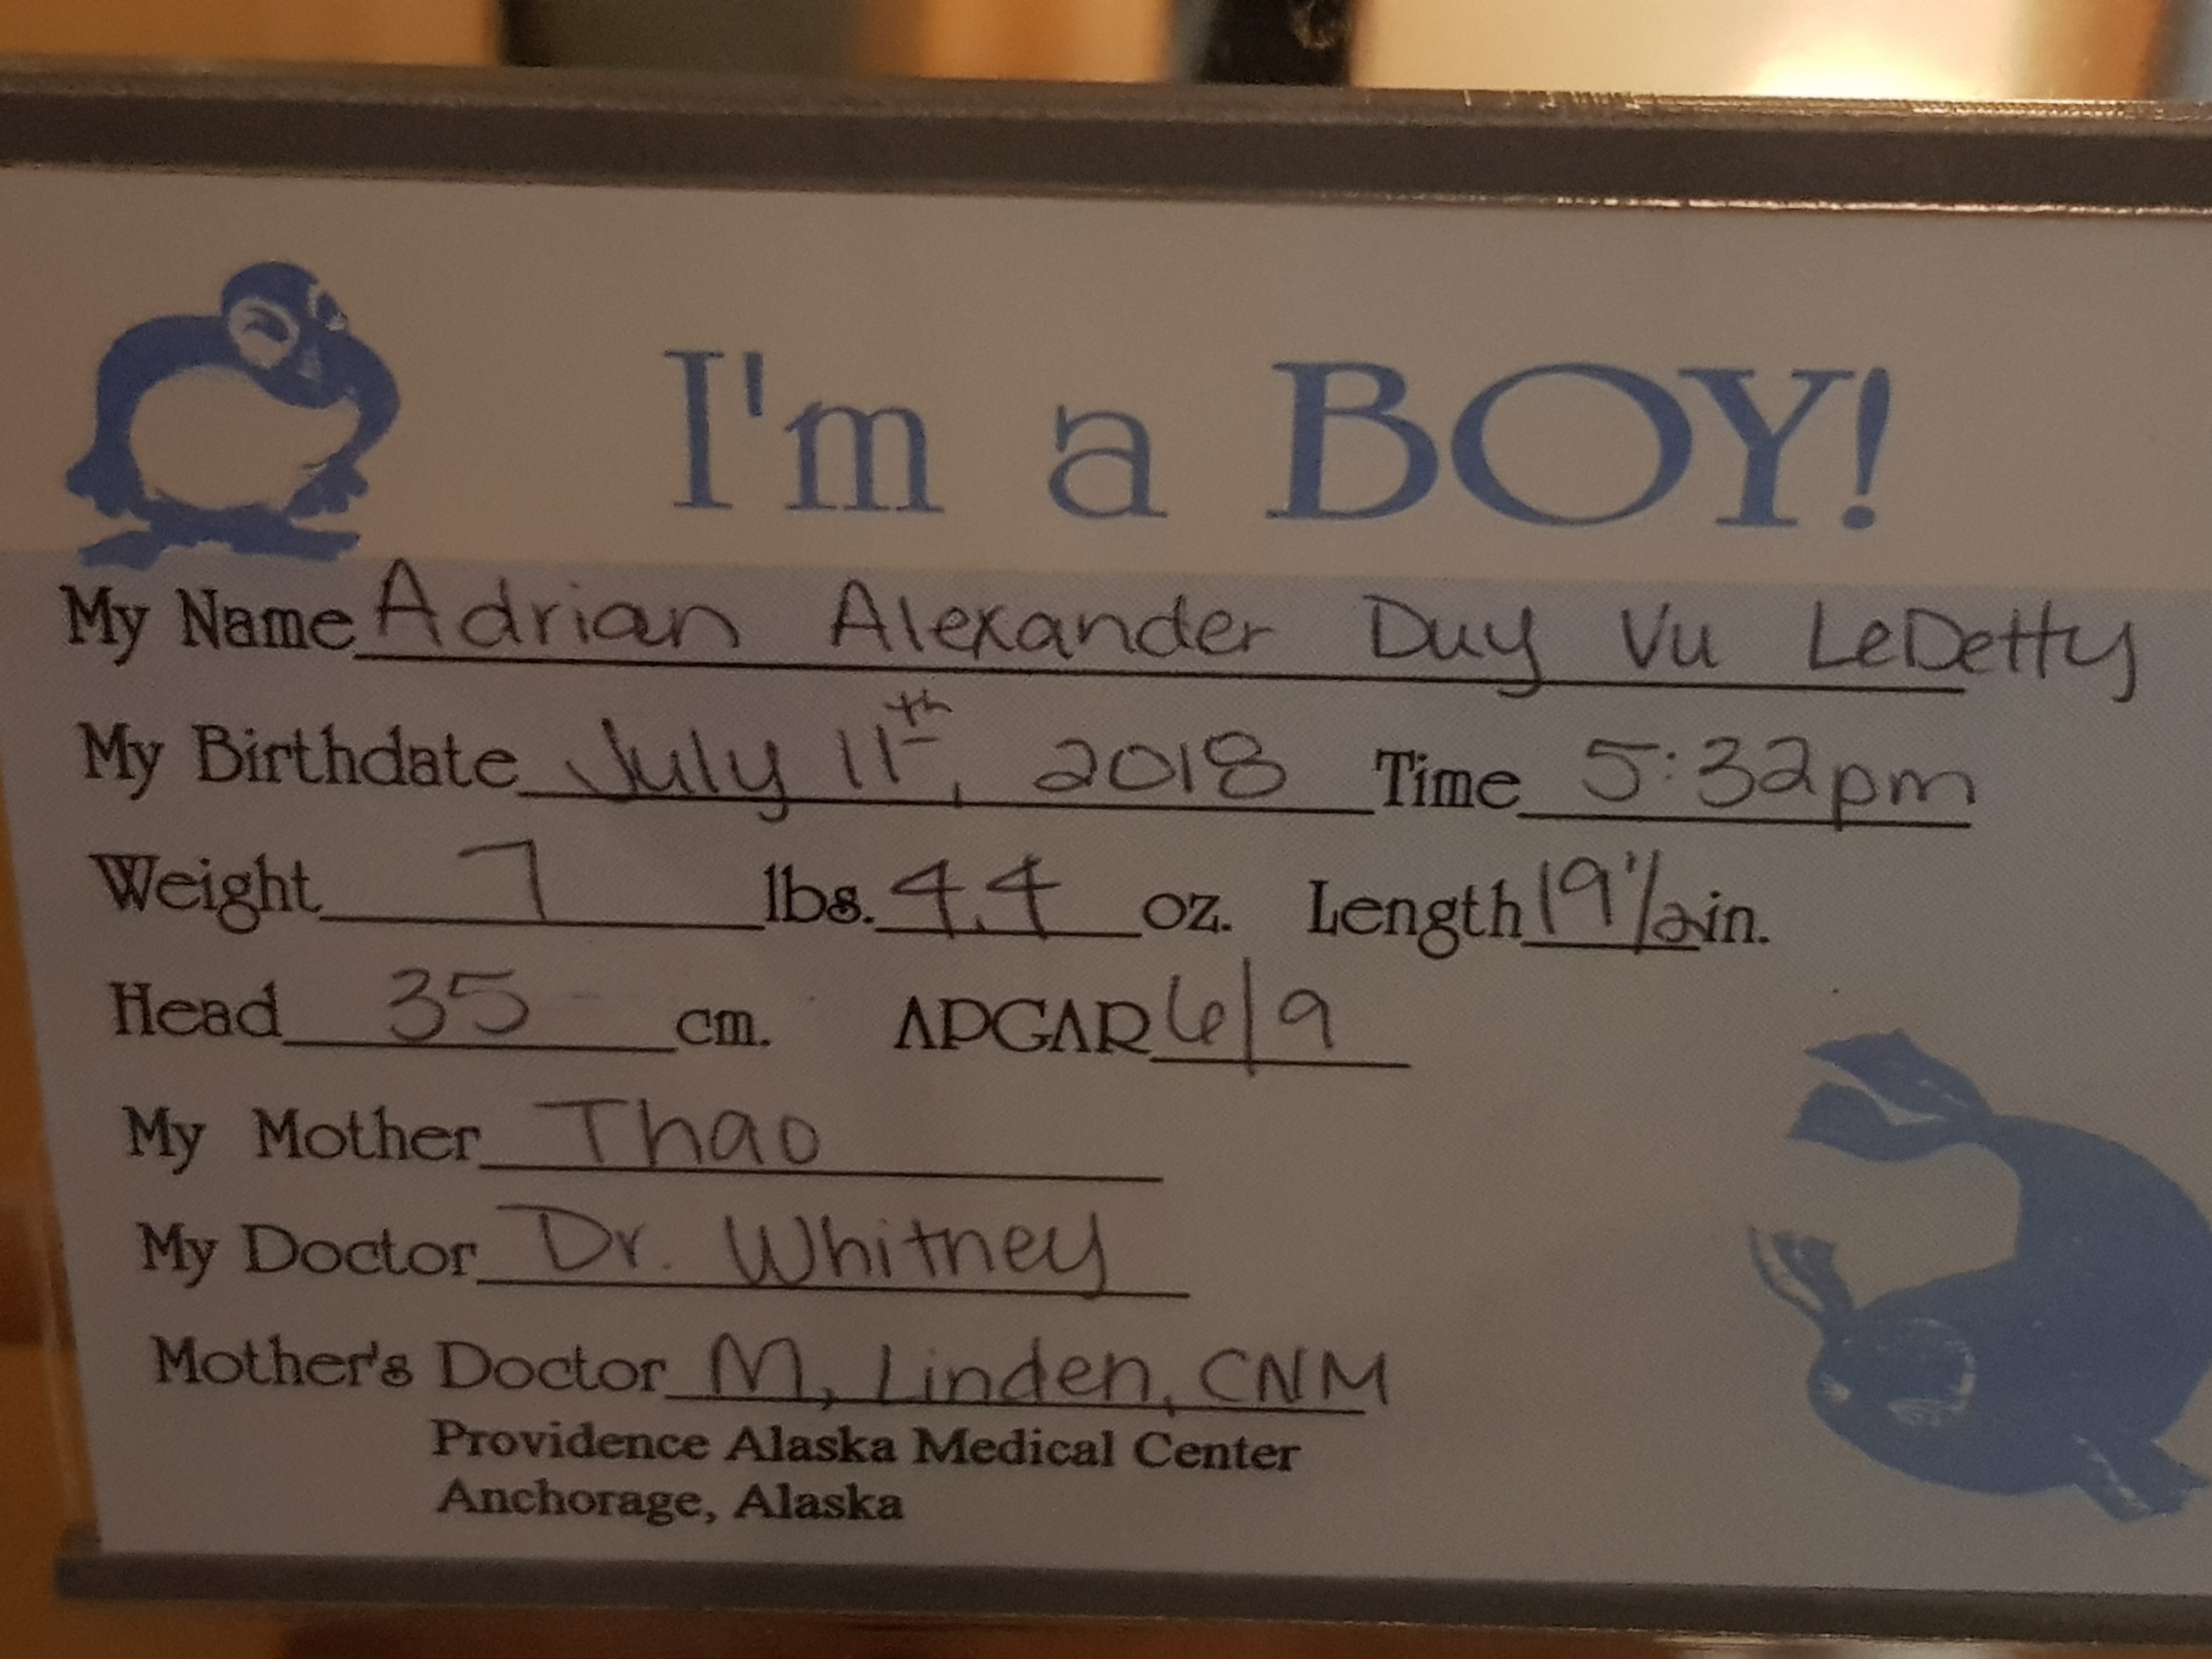 I'm a BOY!
My Name Adrian Alexander Duy Vu LeDetty
My Birthdate July 11th, 2018 Time 5:32pm
Weight 7 lbs. 4.4 oz. Length 19 1/2 in.
Head 35 cm. APGAR 6/9
My Mother Thao
My Doctor Dr. Whitney
Mother's Doctor M, Linden, CNM
Providence Alaska Medical Center
Anchorage, Alaska